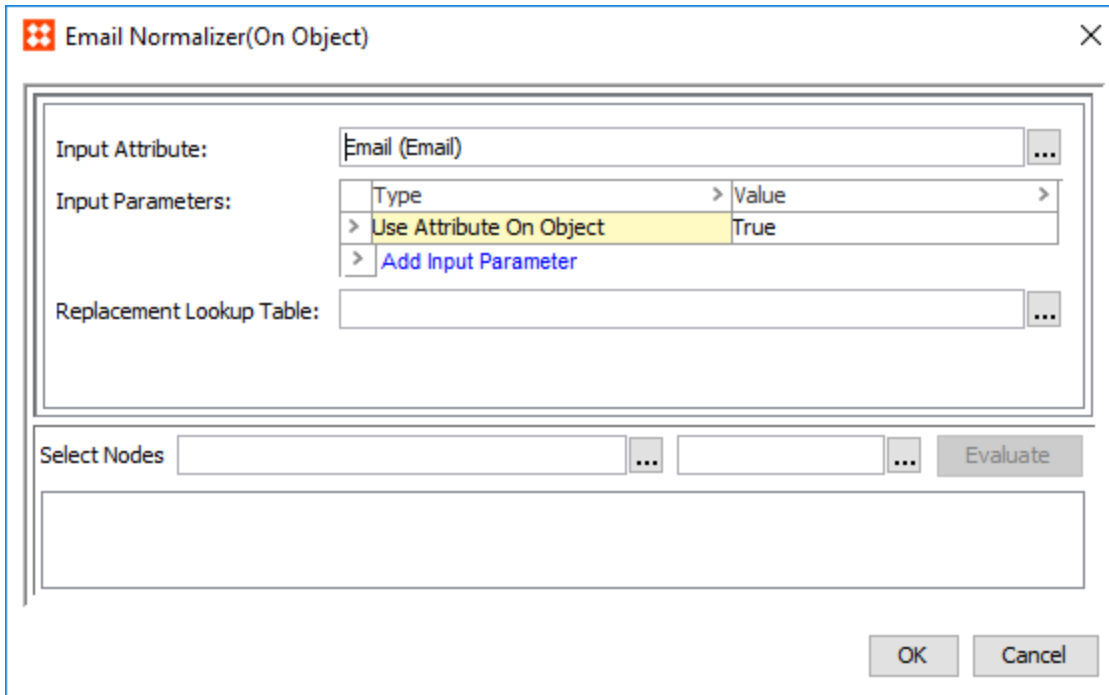 Email Normalizer(On Object)
Input Attribute: Email (Email) ...
Input Parameters: Type > Value >
> Use Attribute On Object True
> Add Input Parameter
Replacement Lookup Table: ...
Select Nodes ... ... Evaluate
OK Cancel